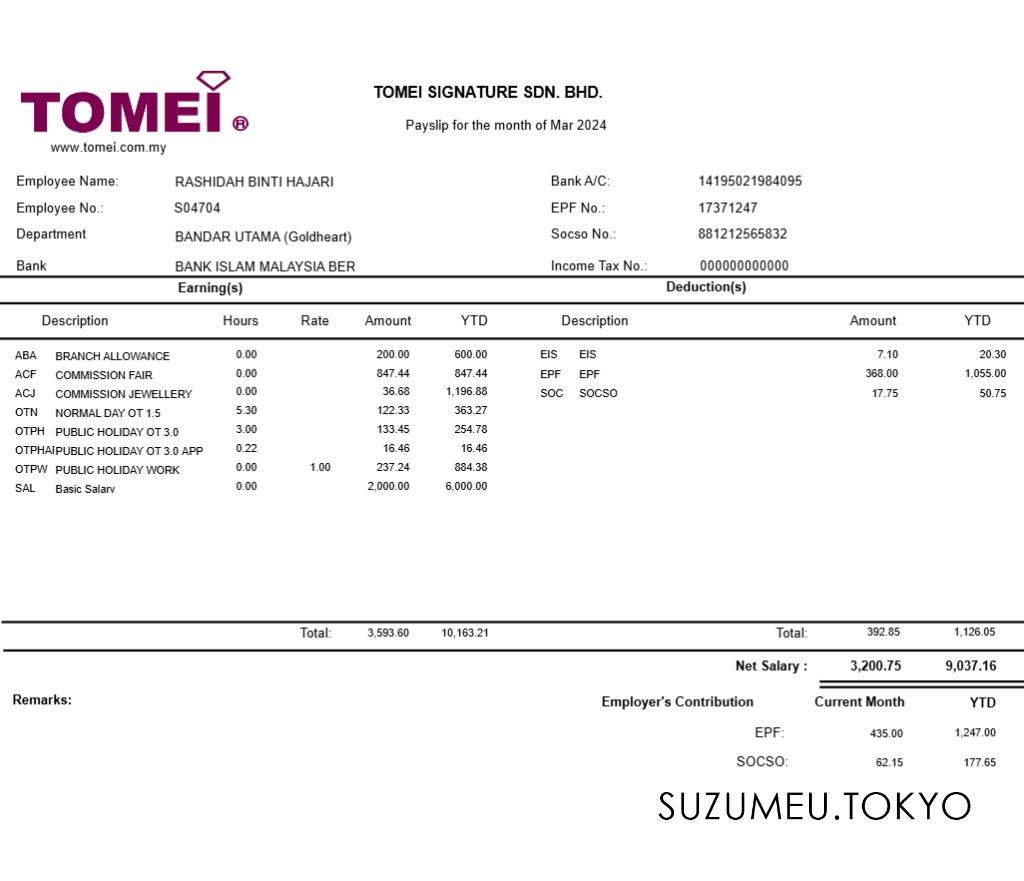 TOMEI ®
www.tomei.com.my
TOMEI SIGNATURE SDN. BHD.
Payslip for the month of Mar 2024
Employee Name: RASHIDAH BINTI HAJARI Bank A/C: 14195021984095
Employee No.: S04704 EPF No.: 17371247
Department BANDAR UTAMA (Goldheart) Socso No.: 881212565832
Bank BANK ISLAM MALAYSIA BER Income Tax No.: 000000000000
Earning(s) Deduction(s)
Description Hours Rate Amount YTD Description Amount YTD
ABA BRANCH ALLOWANCE 0.00 200.00 600.00 EIS EIS 7.10 20.30
ACF COMMISSION FAIR 0.00 847.44 847.44 EPF EPF 368.00 1,055.00
ACJ COMMISSION JEWELLERY 0.00 36.68 1,196.88 SOC SOCSO 17.75 50.75
OTN NORMAL DAY OT 1.5 5.30 122.33 363.27
OTPH PUBLIC HOLIDAY OT 3.0 3.00 133.45 254.78
OTPHAI PUBLIC HOLIDAY OT 3.0 APP 0.22 16.46 16.46
OTPW PUBLIC HOLIDAY WORK 0.00 1.00 237.24 884.38
SAL Basic Salary 0.00 2,000.00 6,000.00
Total: 3,593.60 10,163.21 Total: 392.85 1,126.05
Net Salary : 3,200.75 9,037.16
Remarks: Employer's Contribution Current Month YTD
EPF: 435.00 1,247.00
SOCSO: 62.15 177.65
SUZUMEU.TOKYO